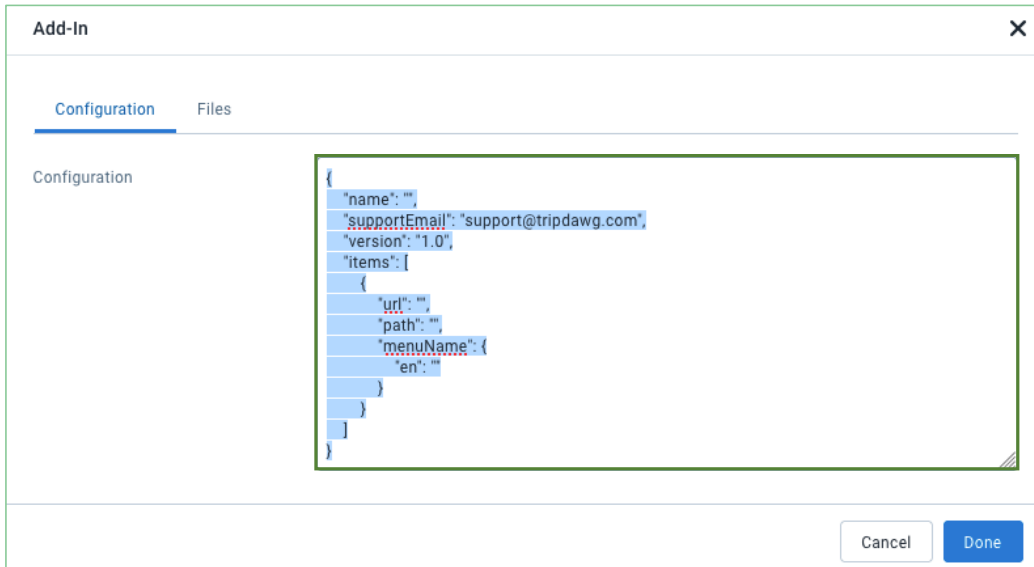 Add-In
Configuration
Files
Configuration
{
"name": "",
"supportEmail": "support@tripdawg.com",
"version": "1.0",
"items": [
{
"url": "",
"path": "",
"menuName": {
"en": ""
}
}
]
}
Cancel
Done